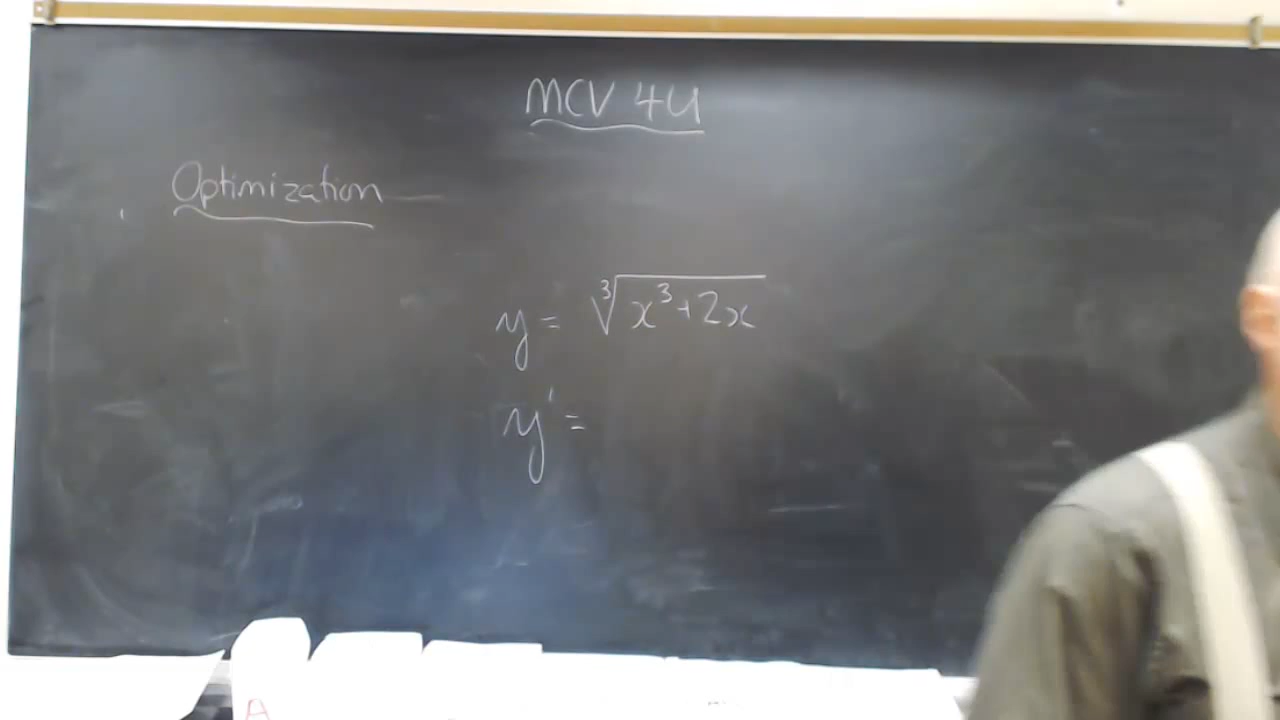 MCV 4U
Optimization
y = ∛(x³+2x)
y' =
A